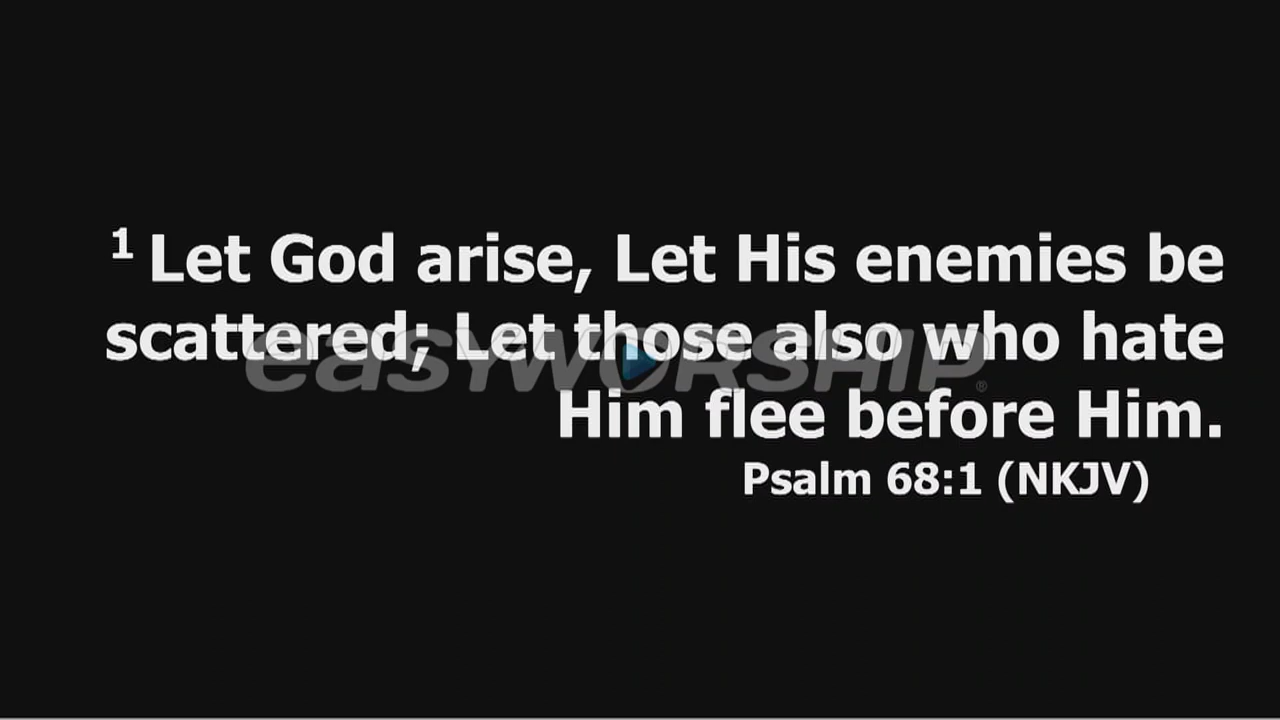 1 Let God arise, Let His enemies be
scattered; Let those also who hate
easyworship®
Him flee before Him.
Psalm 68:1 (NKJV)